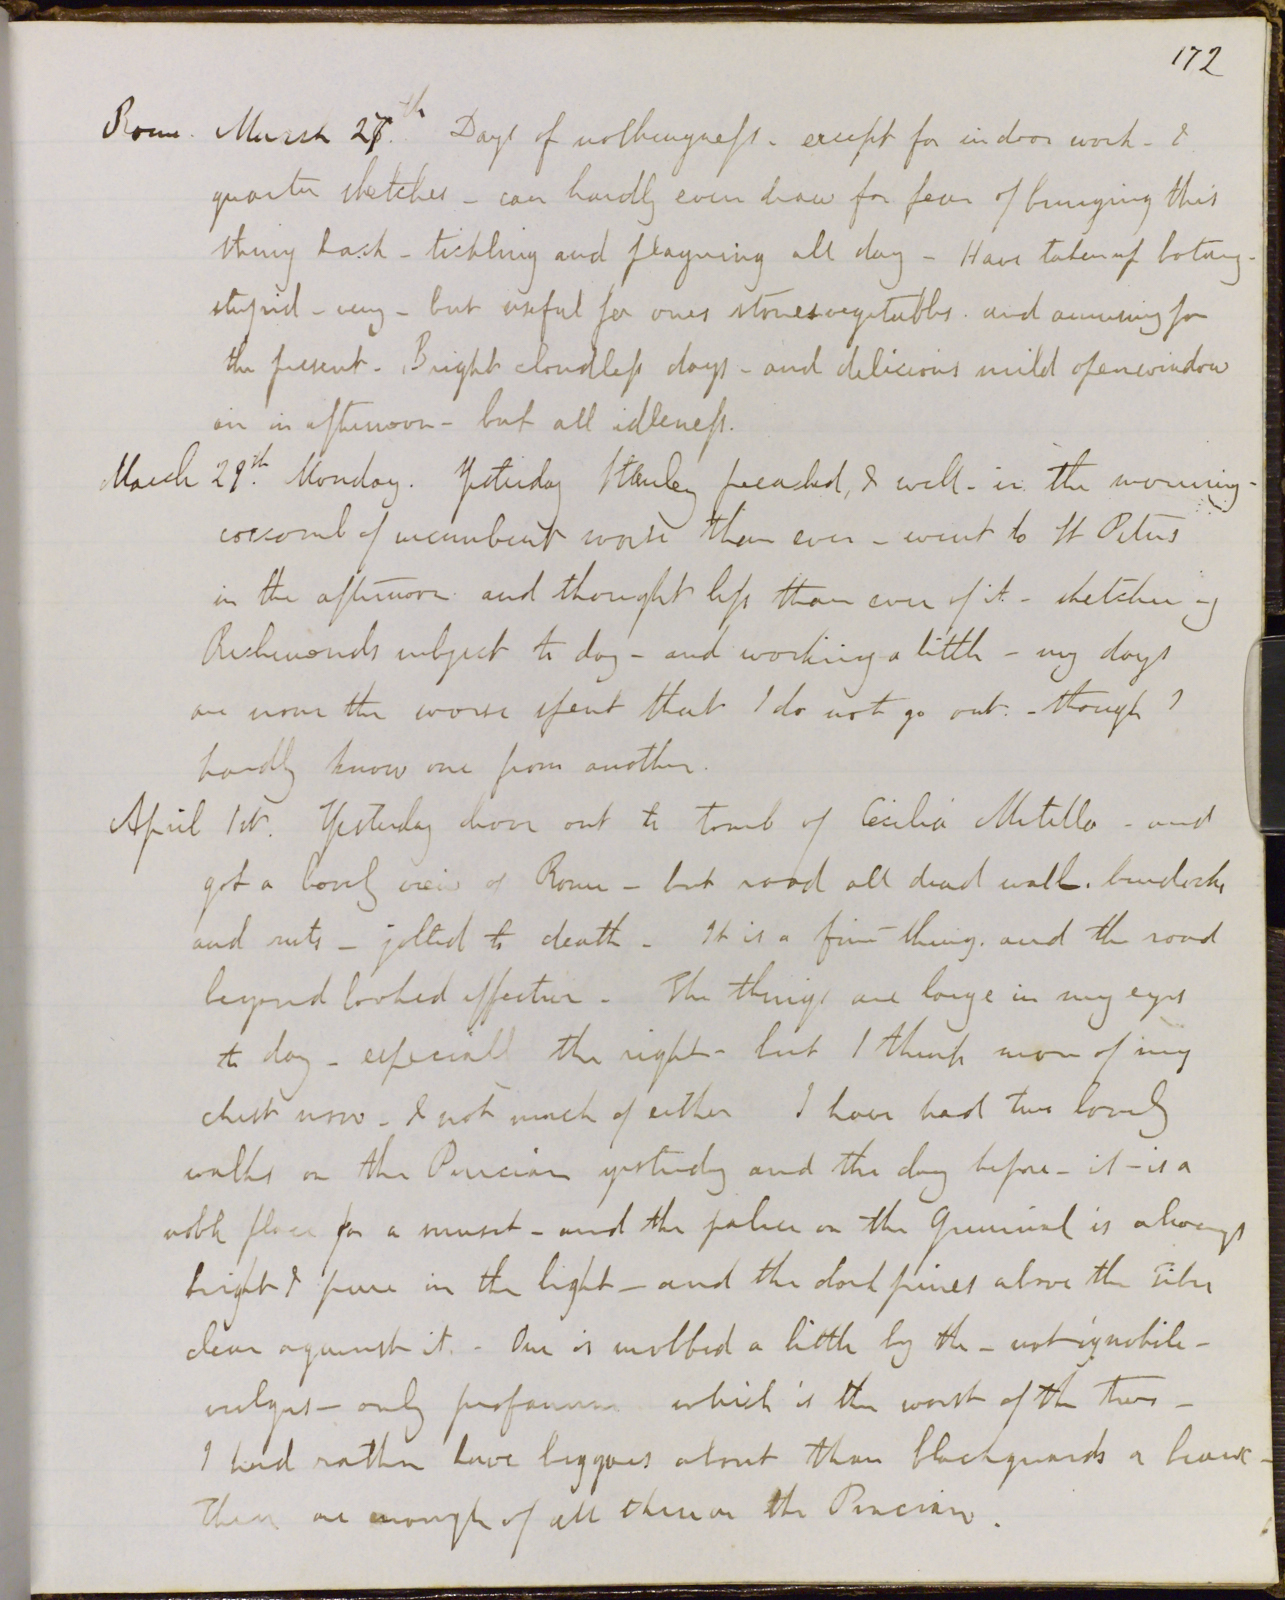 172
Rome. March 27th. Days of nothingness - except for indoor work - &
quarter sketches - can hardly even draw for fear of bringing this
thing back - tickling and plaguing all day - Have taken up botany -
stupid - very - but useful for ones stones & vegetables. and amusing for
the present - Bright cloudless days - and delicious mild open window
air in afternoon - but all idleness.
March 29th. Monday. Yesterday Stanley preached, & well - in the morning -
coxcomb of incumbent worse than ever - went to St Peters
in the afternoon and thought less than ever of it - sketching
Richmonds subject to day - and working a little - my days
are none the worse spent that I do not go out. - though I
hardly know one from another.
April 1st. Yesterday drove out to tomb of Cecilia Metella - and
got a lovely view of Rome - but road all dead wall. burdocks
and ruts - jolted to death - It is a fine thing. and the road
beyond looked effective - The things are large in my eyes
to day - especiall the right - but I think more of my
chest now - & not much of either I have had two lovely
walks on the Pincian yesterday and the day before - it - is a
noble place for a sunset - and the palace on the Quirinal is always
bright & pure in the light - and the dark pines above the Tiber
clear against it. - One is mobbed a little by the - not ignobile -
vulgus - only profanum which is the worst of the two -
I had rather have beggars about than blackguards a
There are enough of all these on the Pincian.